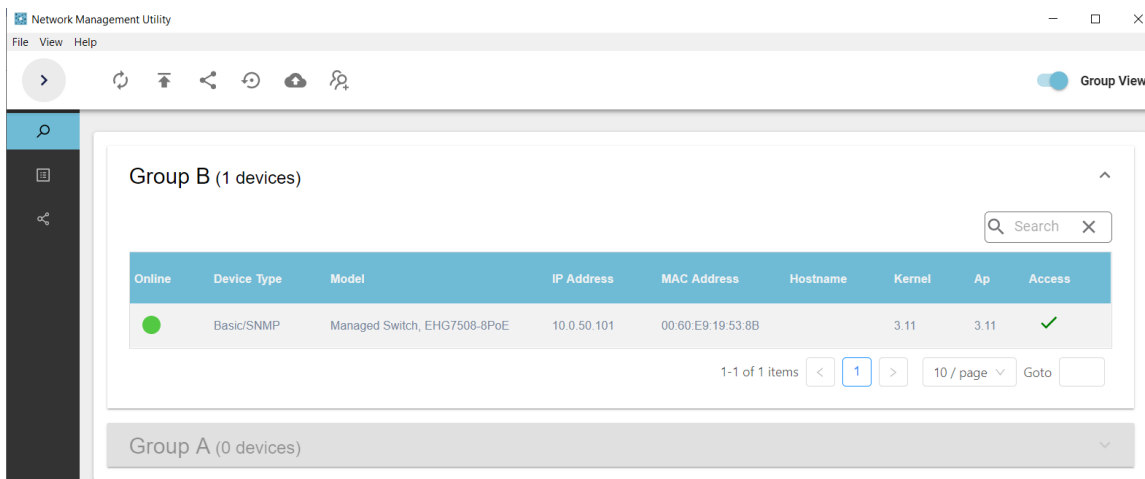 Network Management Utility
File View Help
Group View
Group B (1 devices)
Search
Online Device Type Model IP Address MAC Address Hostname Kernel Ap Access
Basic/SNMP Managed Switch, EHG7508-8PoE 10.0.50.101 00:60:E9:19:53:8B 3.11 3.11
1-1 of 1 items < 1 > 10 / page Goto
Group A (0 devices)